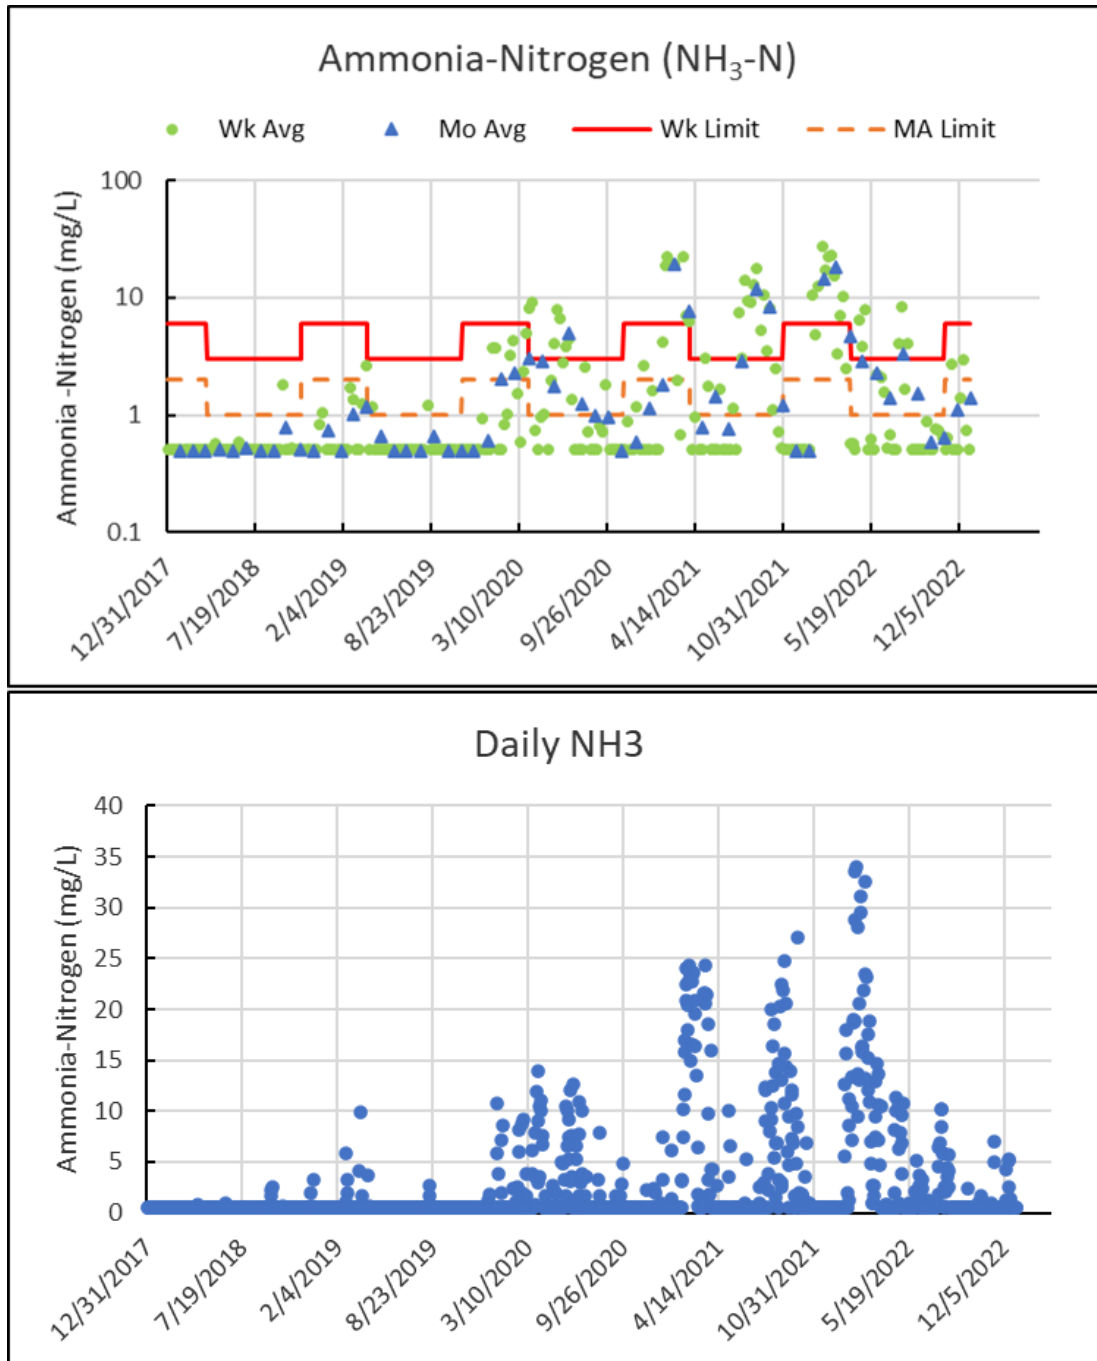 Ammonia-Nitrogen (NH₃-N)
Wk Avg Mo Avg Wk Limit MA Limit
Ammonia -Nitrogen (mg/L)
100
10
1
0.1
12/31/2017 7/19/2018 2/4/2019 8/23/2019 3/10/2020 9/26/2020 4/14/2021 10/31/2021 5/19/2022 12/5/2022
Daily NH3
Ammonia-Nitrogen (mg/L)
40
35
30
25
20
15
10
5
0
12/31/2017 7/19/2018 2/4/2019 8/23/2019 3/10/2020 9/26/2020 4/14/2021 10/31/2021 5/19/2022 12/5/2022